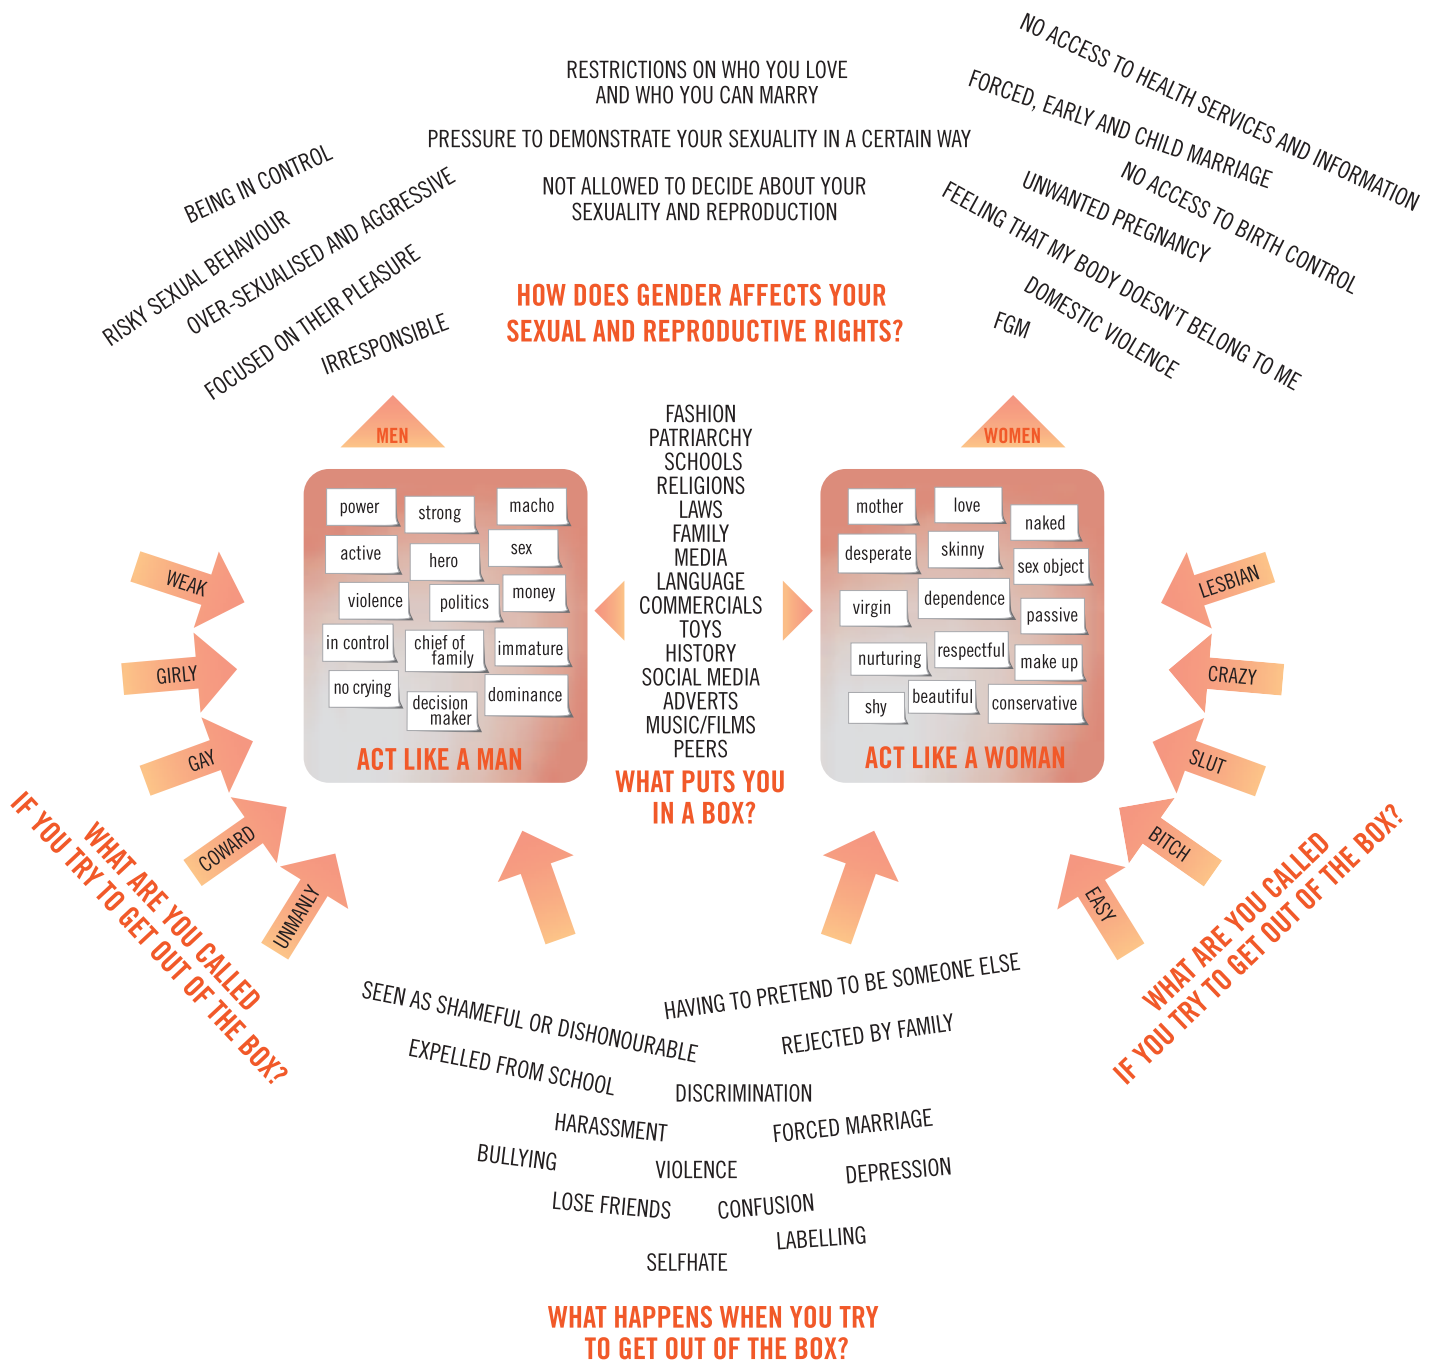 RESTRICTIONS ON WHO YOU LOVE
AND WHO YOU CAN MARRY
PRESSURE TO DEMONSTRATE YOUR SEXUALITY IN A CERTAIN WAY
NOT ALLOWED TO DECIDE ABOUT YOUR
SEXUALITY AND REPRODUCTION
BEING IN CONTROL
RISKY SEXUAL BEHAVIOUR
OVER-SEXUALISED AND AGGRESSIVE
FOCUSED ON THEIR PLEASURE
IRRESPONSIBLE
NO ACCESS TO HEALTH SERVICES AND INFORMATION
FORCED, EARLY AND CHILD MARRIAGE
NO ACCESS TO BIRTH CONTROL
UNWANTED PREGNANCY
FEELING THAT MY BODY DOESN'T BELONG TO ME
DOMESTIC VIOLENCE
FGM
HOW DOES GENDER AFFECTS YOUR
SEXUAL AND REPRODUCTIVE RIGHTS?
MEN
power
strong
macho
active
hero
sex
violence
politics
money
in control
chief of
family
immature
no crying
decision
maker
dominance
ACT LIKE A MAN
FASHION
PATRIARCHY
SCHOOLS
RELIGIONS
LAWS
FAMILY
MEDIA
LANGUAGE
COMMERCIALS
TOYS
HISTORY
SOCIAL MEDIA
ADVERTS
MUSIC/FILMS
PEERS
WHAT PUTS YOU
IN A BOX?
WOMEN
mother
love
naked
desperate
skinny
sex object
virgin
dependence
passive
nurturing
respectful
make up
shy
beautiful
conservative
ACT LIKE A WOMAN
WEAK
GIRLY
GAY
COWARD
UNMANLY
WHAT ARE YOU CALLED
IF YOU TRY TO GET OUT OF THE BOX?
LESBIAN
CRAZY
SLUT
BITCH
EASY
WHAT ARE YOU CALLED
IF YOU TRY TO GET OUT OF THE BOX?
SEEN AS SHAMEFUL OR DISHONOURABLE
HAVING TO PRETEND TO BE SOMEONE ELSE
EXPELLED FROM SCHOOL
REJECTED BY FAMILY
DISCRIMINATION
HARASSMENT
FORCED MARRIAGE
BULLYING
VIOLENCE
DEPRESSION
LOSE FRIENDS
CONFUSION
LABELLING
SELFHATE
WHAT HAPPENS WHEN YOU TRY
TO GET OUT OF THE BOX?